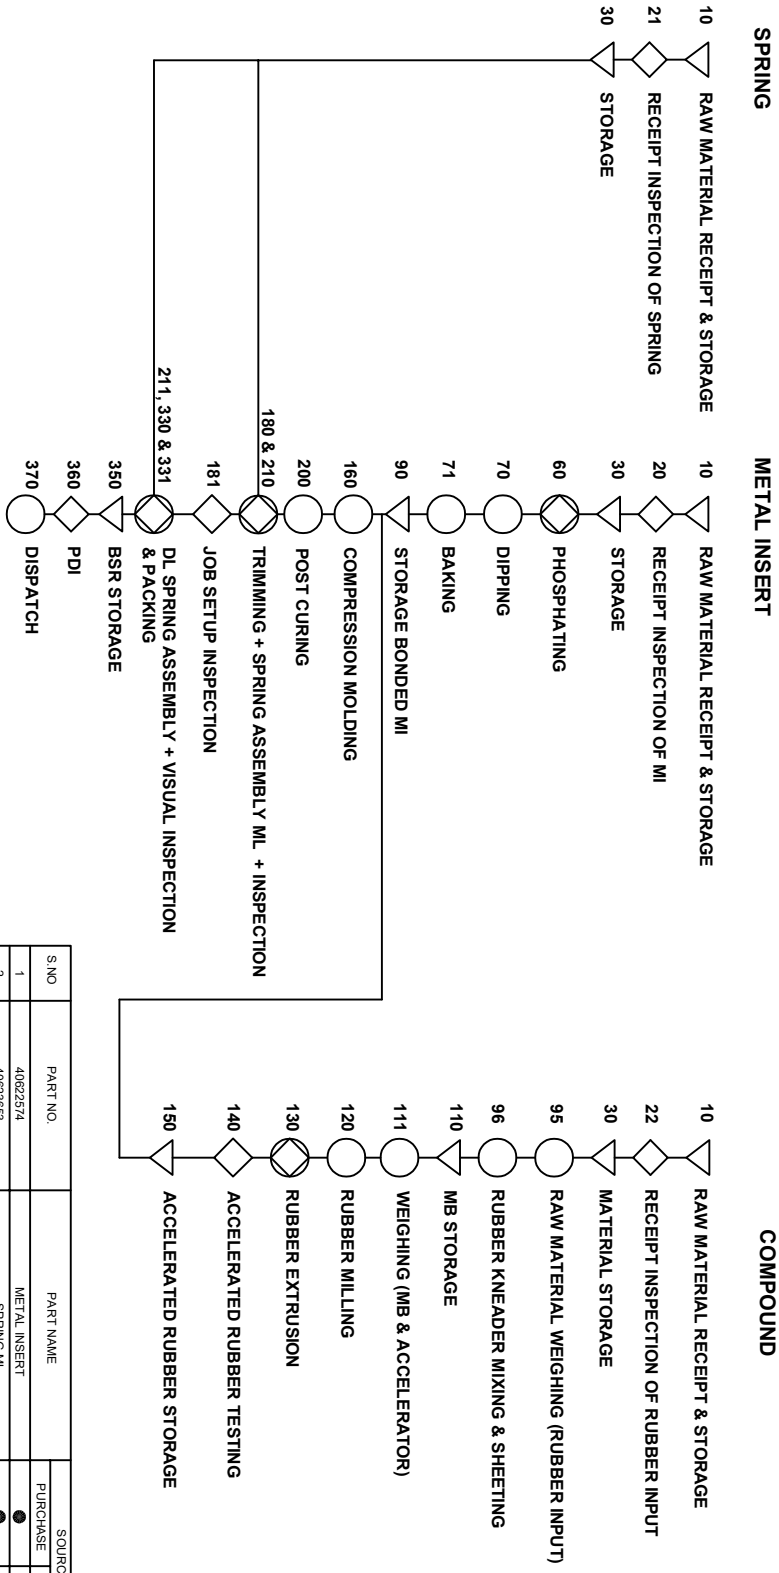 SPRING
10 RAW MATERIAL RECEIPT & STORAGE
21 RECEIPT INSPECTION OF SPRING
30 STORAGE
METAL INSERT
10 RAW MATERIAL RECEIPT & STORAGE
20 RECEIPT INSPECTION OF MI
30 STORAGE
60 PHOSPHATING
70 DIPPING
71 BAKING
90 STORAGE BONDED MI
160 COMPRESSION MOLDING
200 POST CURING
180 & 210 TRIMMING + SPRING ASSEMBLY ML + INSPECTION
181 JOB SETUP INSPECTION
211, 330 & 331 DL SPRING ASSEMBLY + VISUAL INSPECTION
& PACKING
350 BSR STORAGE
360 PDI
370 DISPATCH
COMPOUND
10 RAW MATERIAL RECEIPT & STORAGE
22 RECEIPT INSPECTION OF RUBBER INPUT
30 MATERIAL STORAGE
95 RAW MATERIAL WEIGHING (RUBBER INPUT)
96 RUBBER KNEADER MIXING & SHEETING
110 MB STORAGE
111 WEIGHING (MB & ACCELERATOR)
120 RUBBER MILLING
130 RUBBER EXTRUSION
140 ACCELERATED RUBBER TESTING
150 ACCELERATED RUBBER STORAGE
S.NO PART NO. PART NAME SOURC
PURCHASE
1 40622574 METAL INSERT